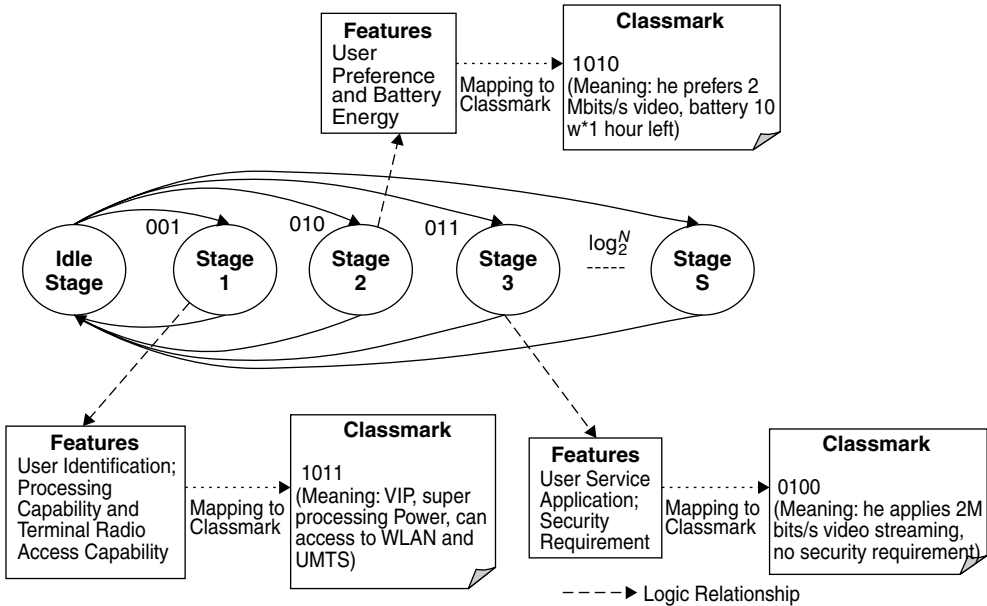 Features
User
Preference
and Battery
Energy
Mapping to
Classmark
Classmark
1010
(Meaning: he prefers 2
Mbits/s video, battery 10
w*1 hour left)
001
010
011
log₂ᴺ
Idle
Stage
Stage
1
Stage
2
Stage
3
Stage
S
Features
User Identification;
Processing
Capability and
Terminal Radio
Access Capability
Mapping to
Classmark
Classmark
1011
(Meaning: VIP, super
processing Power, can
access to WLAN and
UMTS)
Features
User Service
Application;
Security
Requirement
Mapping to
Classmark
Classmark
0100
(Meaning: he applies 2M
bits/s video streaming,
no security requirement)
Logic Relationship